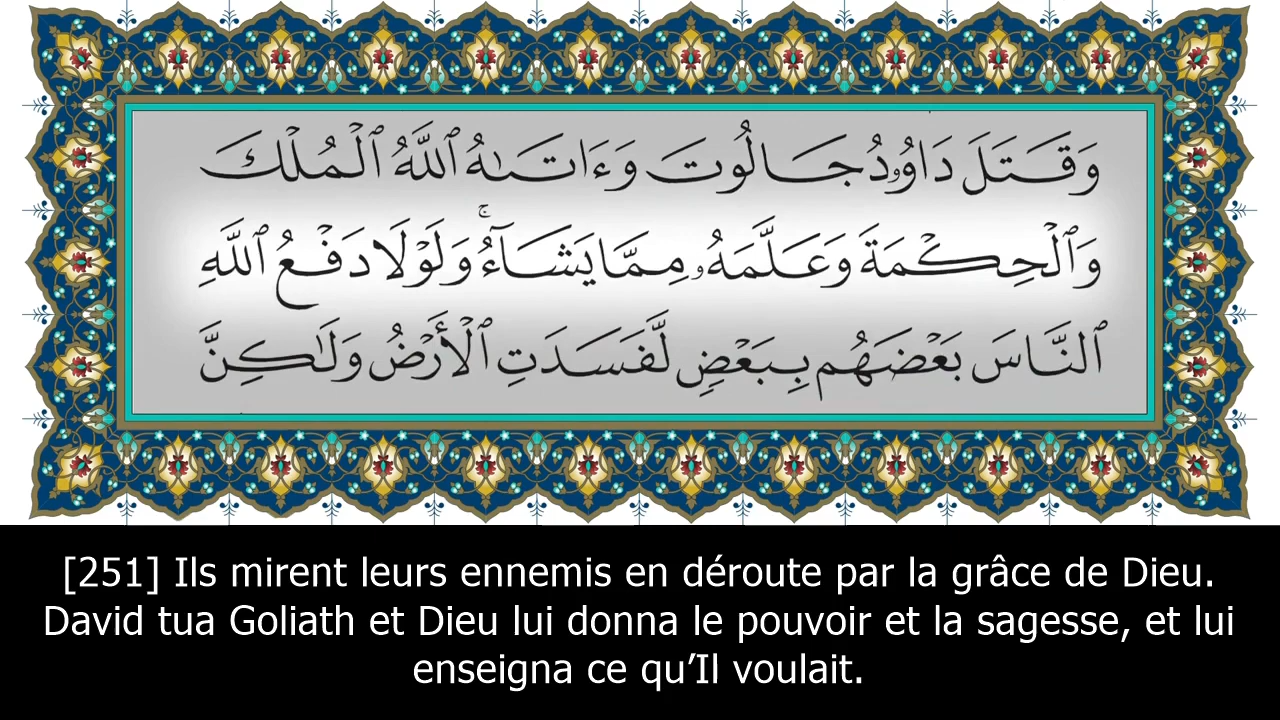 وَقَتَلَ دَاوُۥدُ جَالُوتَ وَءَاتَىٰهُ ٱللَّهُ ٱلْمُلْكَ
وَٱلْحِكْمَةَ وَعَلَّمَهُۥ مِمَّا يَشَآءُ ۗ وَلَوْلَا دَفْعُ ٱللَّهِ
ٱلنَّاسَ بَعْضَهُم بِبَعْضٍ لَّفَسَدَتِ ٱلْأَرْضُ وَلَٰكِنَّ
[251] Ils mirent leurs ennemis en déroute par la grâce de Dieu.
David tua Goliath et Dieu lui donna le pouvoir et la sagesse, et lui
enseigna ce qu’Il voulait.